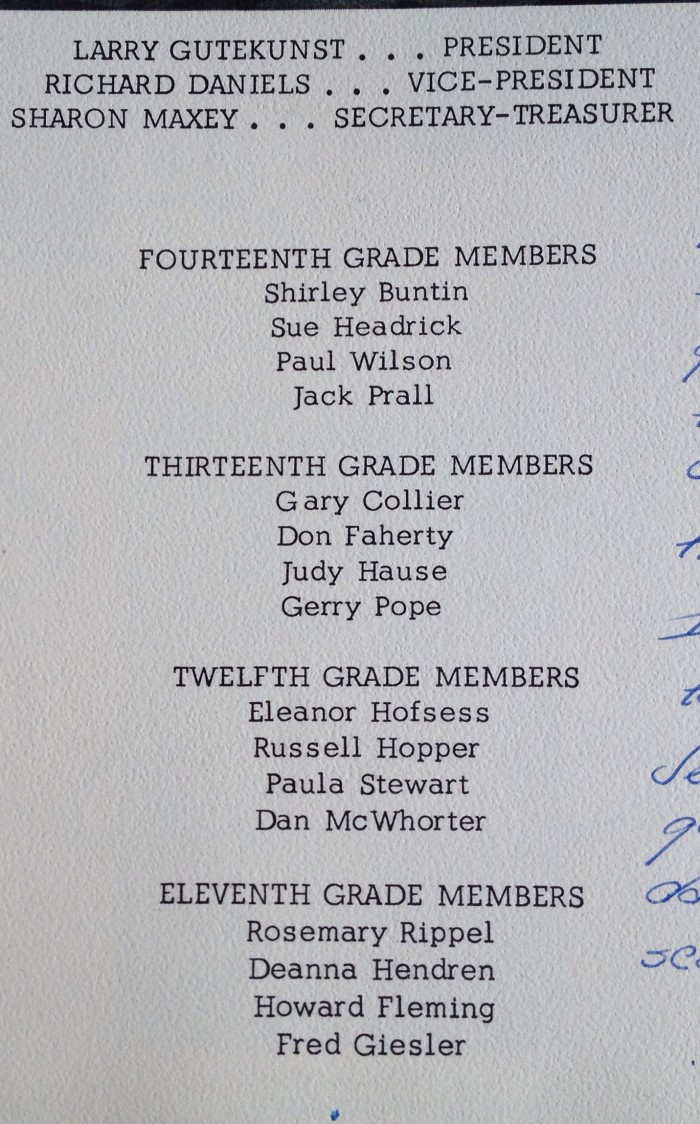 LARRY GUTEKUNST . . . PRESIDENT
RICHARD DANIELS . . . VICE-PRESIDENT
SHARON MAXEY . . . SECRETARY-TREASURER
FOURTEENTH GRADE MEMBERS
Shirley Buntin
Sue Headrick
Paul Wilson
Jack Prall
THIRTEENTH GRADE MEMBERS
Gary Collier
Don Faherty
Judy Hause
Gerry Pope
TWELFTH GRADE MEMBERS
Eleanor Hofsess
Russell Hopper
Paula Stewart
Dan McWhorter
ELEVENTH GRADE MEMBERS
Rosemary Rippel
Deanna Hendren
Howard Fleming
Fred Giesler